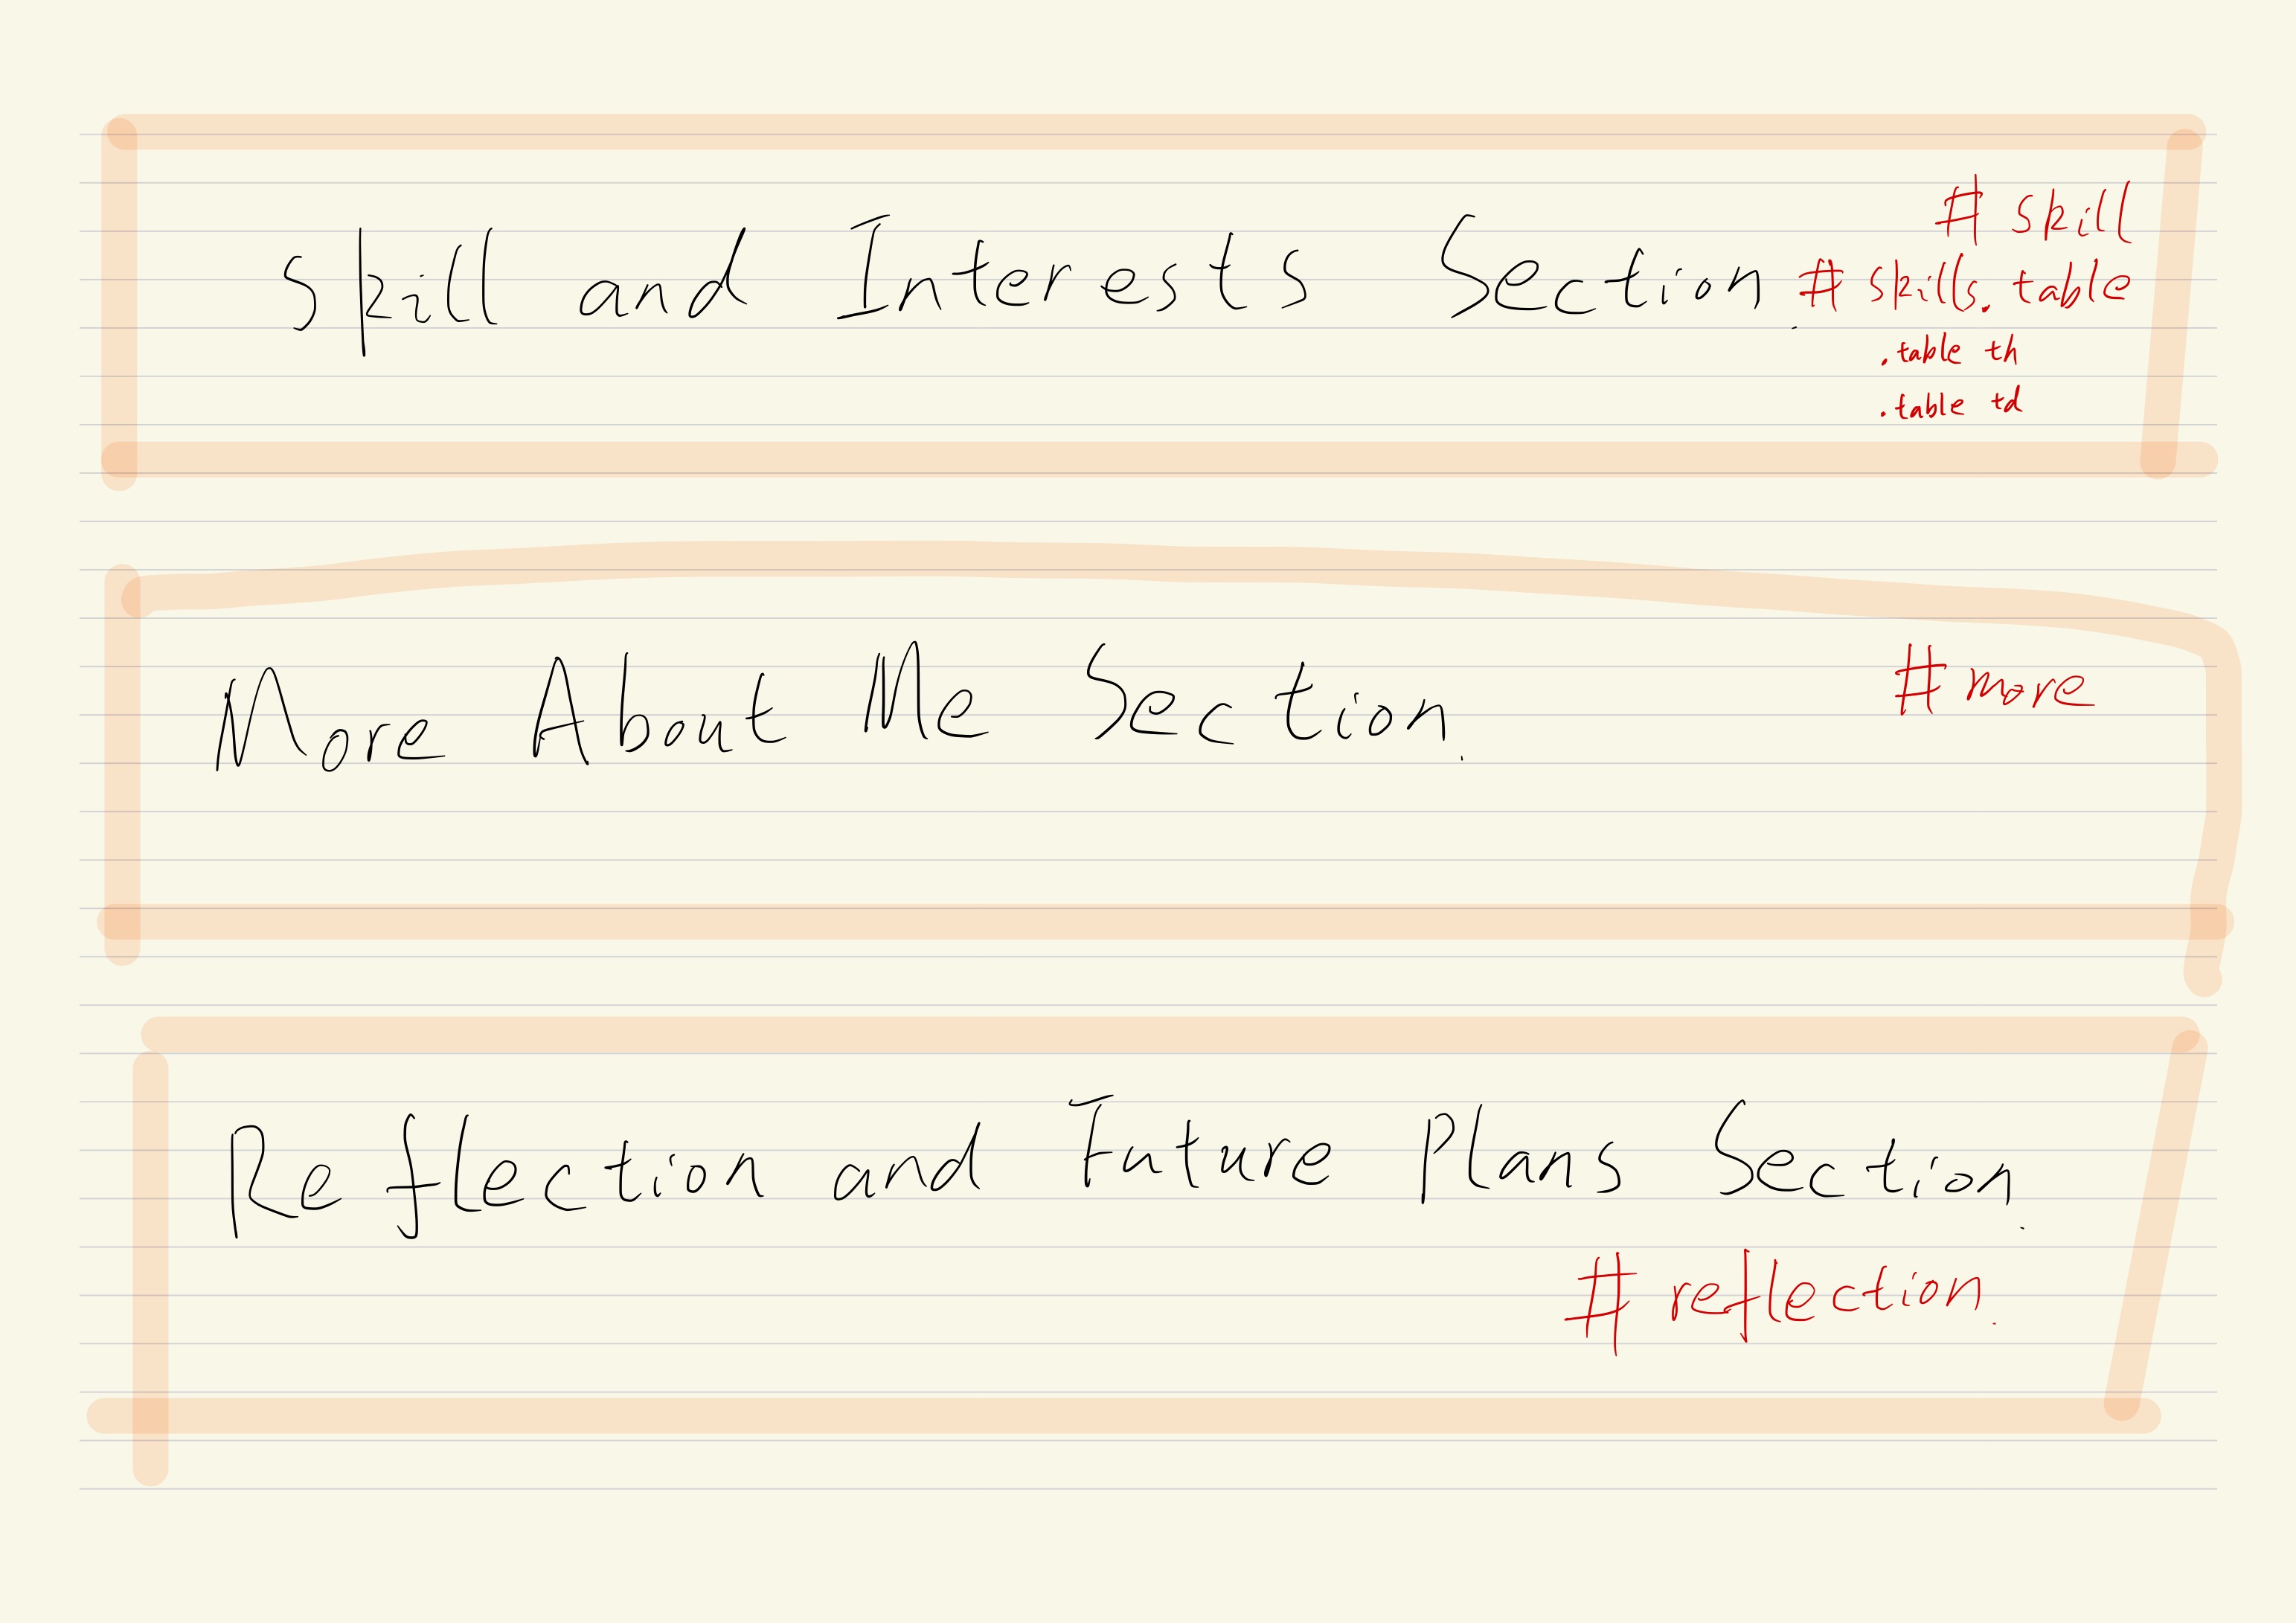 Skill and Interests Section.
# skill
# skills.table
.table th
.table td
More About Me Section.
# more
Reflection and Future Plans Section.
# reflection.